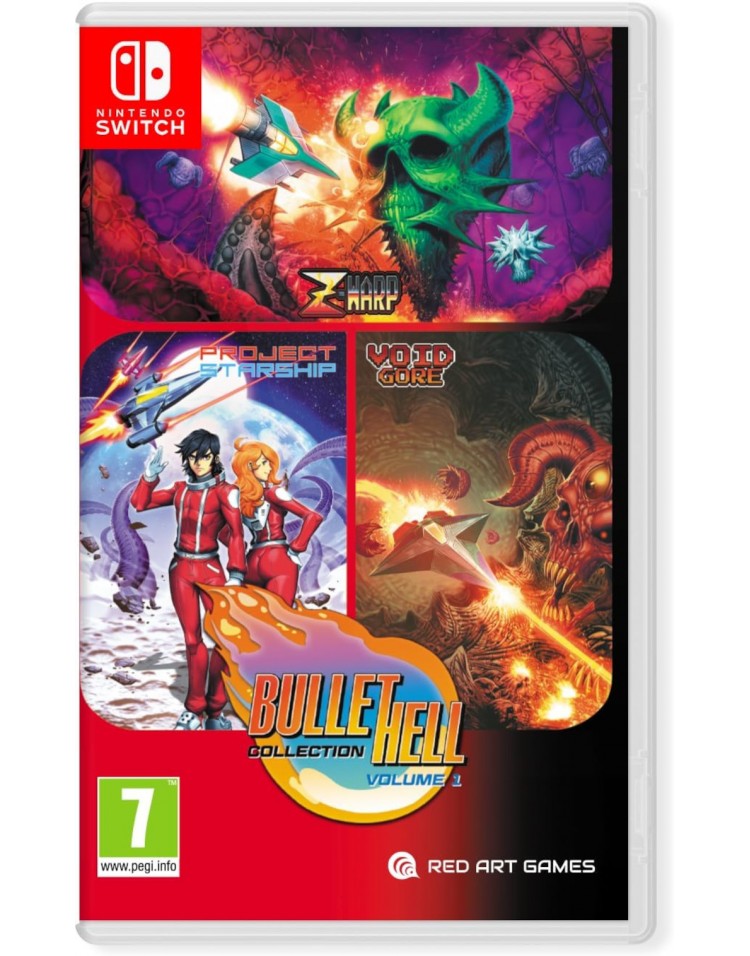 NINTENDO
SWITCH
Z-WARP
PROJECT
STARSHIP
VOID
GORE
BULLET HELL
COLLECTION
VOLUME 1
7
TM
www.pegi.info
RED ART GAMES